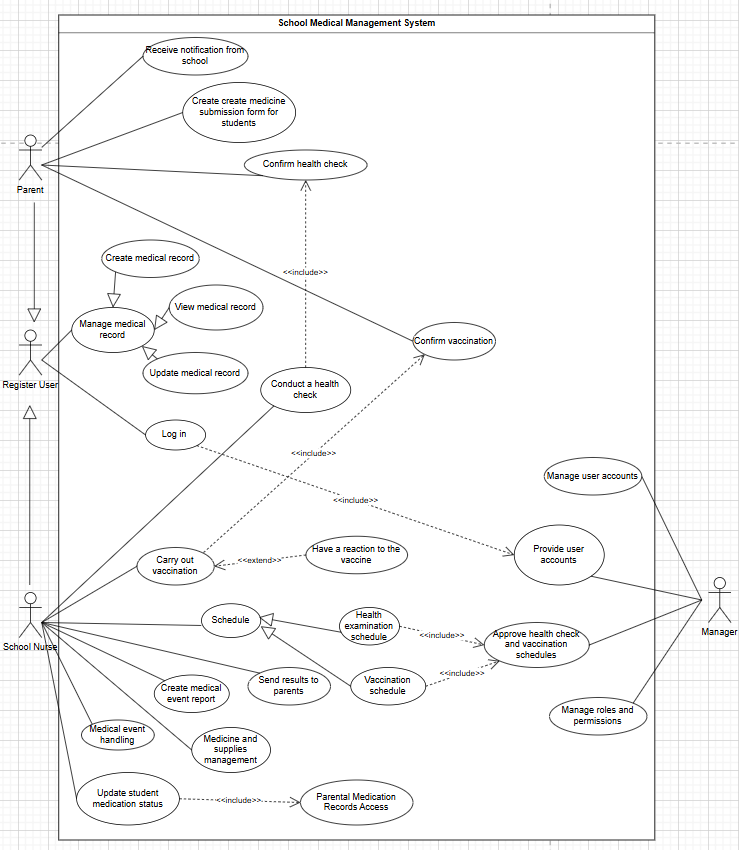 School Medical Management System
Receive notification from
school
Create create medicine
submission form for
students
Confirm health check
Parent
Create medical record
<<include>>
View medical record
Manage medical
record
Confirm vaccination
Update medical record
Register User
Conduct a health
check
Log in
<<include>>
Manage user accounts
<<include>>
Have a reaction to the
vaccine
Provide user
accounts
Carry out
vaccination
<<extend>>
Schedule
Health
examination
schedule
<<include>>
Approve health check
and vaccination
schedules
Manager
School Nurse
<<include>>
Send results to
parents
Vaccination
schedule
Create medical
event report
Manage roles and
permissions
Medical event
handling
Medicine and
supplies
management
Update student
medication status
<<include>>
Parental Medication
Records Access